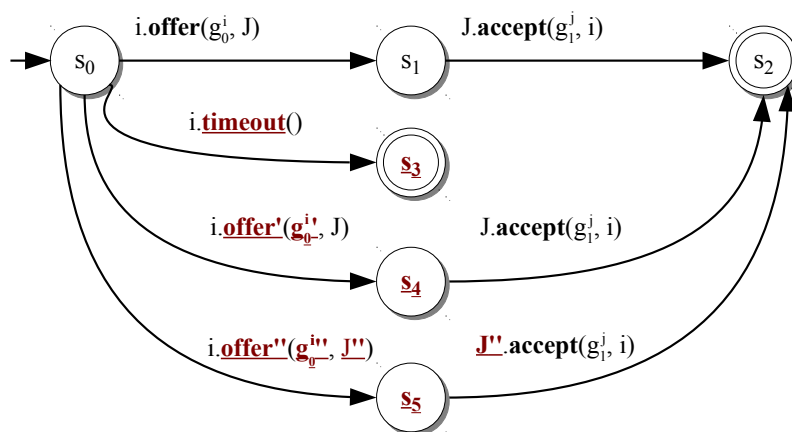 i.offer(g₀ⁱ, J) J.accept(g₁ʲ, i)
s₀ s₁ s₂
i.timeout()
s₃
i.offer'(g₀ⁱ', J) J.accept(g₁ʲ, i)
s₄
i.offer''(g₀ⁱ'', J'') J''.accept(g₁ʲ, i)
s₅